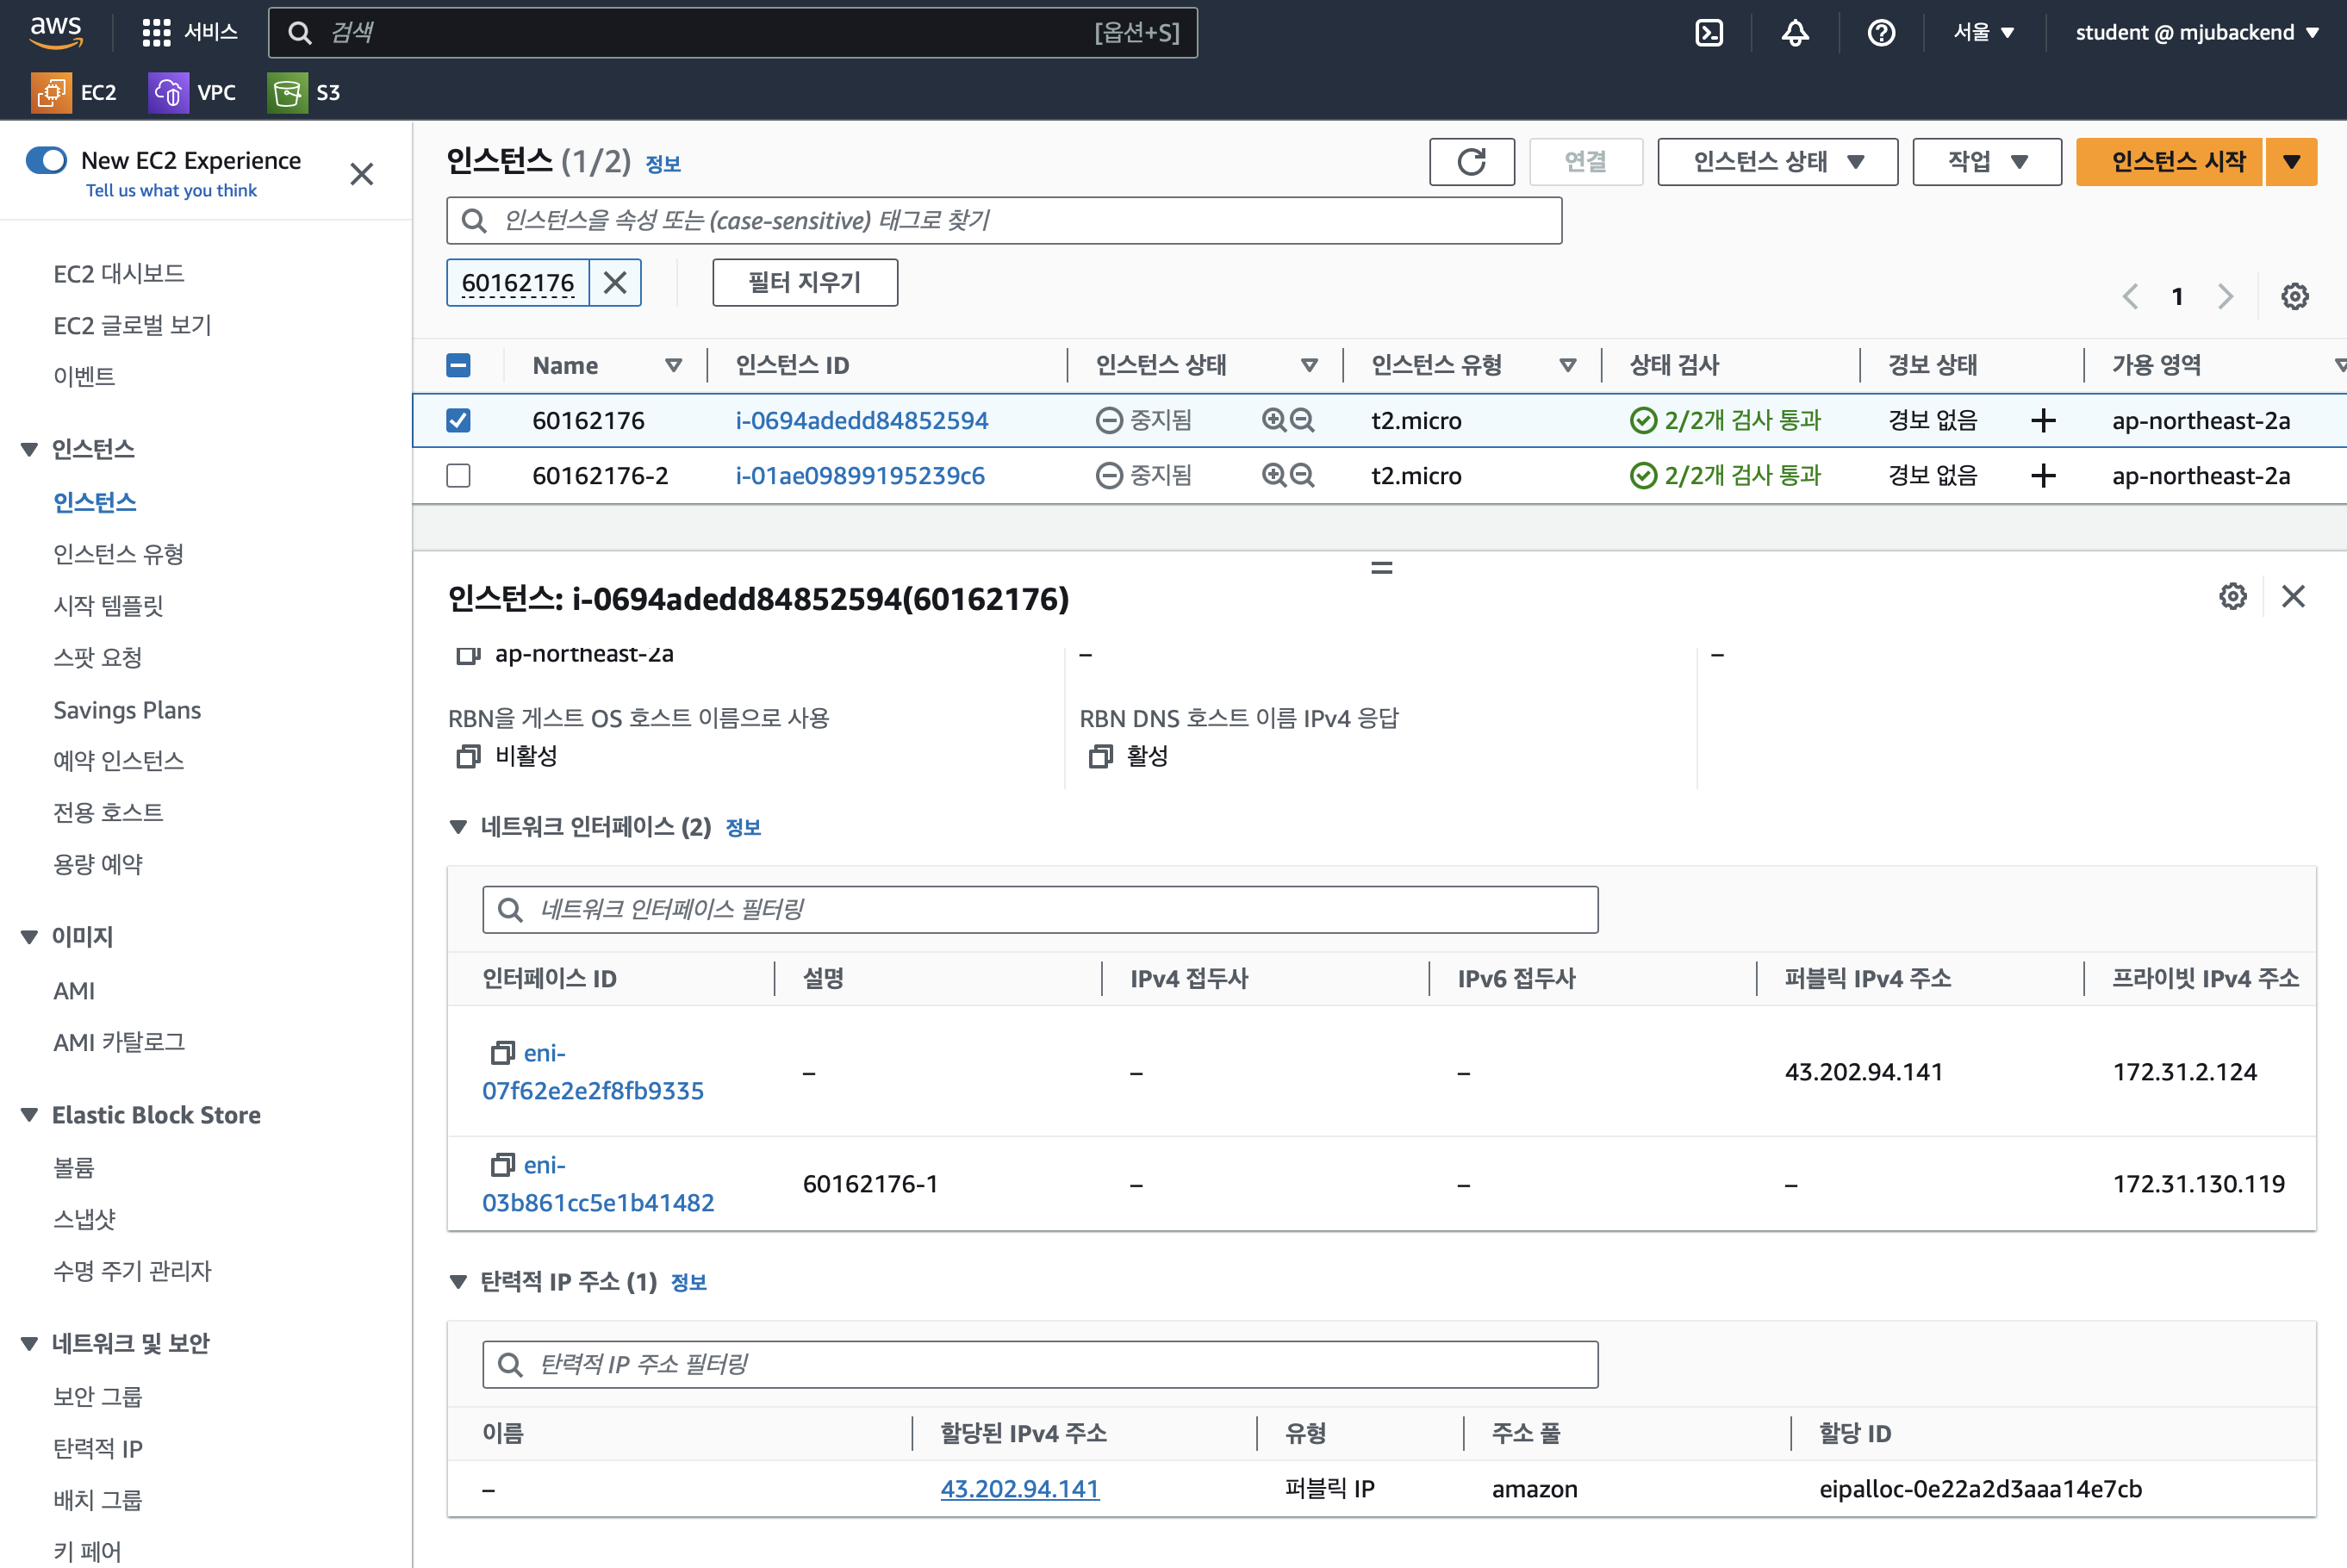 aws
서비스
검색
[옵션+S]
서울
student @ mjubackend
EC2
VPC
S3
New EC2 Experience
Tell us what you think
EC2 대시보드
EC2 글로벌 보기
이벤트
인스턴스
인스턴스
인스턴스 유형
시작 템플릿
스팟 요청
Savings Plans
예약 인스턴스
전용 호스트
용량 예약
이미지
AMI
AMI 카탈로그
Elastic Block Store
볼륨
스냅샷
수명 주기 관리자
네트워크 및 보안
보안 그룹
탄력적 IP
배치 그룹
키 페어
인스턴스 (1/2) 정보
연결
인스턴스 상태
작업
인스턴스 시작
인스턴스을 속성 또는 (case-sensitive) 태그로 찾기
60162176
필터 지우기
1
Name 인스턴스 ID 인스턴스 상태 인스턴스 유형 상태 검사 경보 상태 가용 영역
60162176 i-0694adedd84852594 중지됨 t2.micro 2/2개 검사 통과 경보 없음 + ap-northeast-2a
60162176-2 i-01ae09899195239c6 중지됨 t2.micro 2/2개 검사 통과 경보 없음 + ap-northeast-2a
인스턴스: i-0694adedd84852594(60162176)
ap-northeast-2a – –
RBN을 게스트 OS 호스트 이름으로 사용 RBN DNS 호스트 이름 IPv4 응답
비활성 활성
네트워크 인터페이스 (2) 정보
네트워크 인터페이스 필터링
인터페이스 ID 설명 IPv4 접두사 IPv6 접두사 퍼블릭 IPv4 주소 프라이빗 IPv4 주소
eni-
07f62e2e2f8fb9335 – – – 43.202.94.141 172.31.2.124
eni-
03b861cc5e1b41482 60162176-1 – – – 172.31.130.119
탄력적 IP 주소 (1) 정보
탄력적 IP 주소 필터링
이름 할당된 IPv4 주소 유형 주소 풀 할당 ID
– 43.202.94.141 퍼블릭 IP amazon eipalloc-0e22a2d3aaa14e7cb